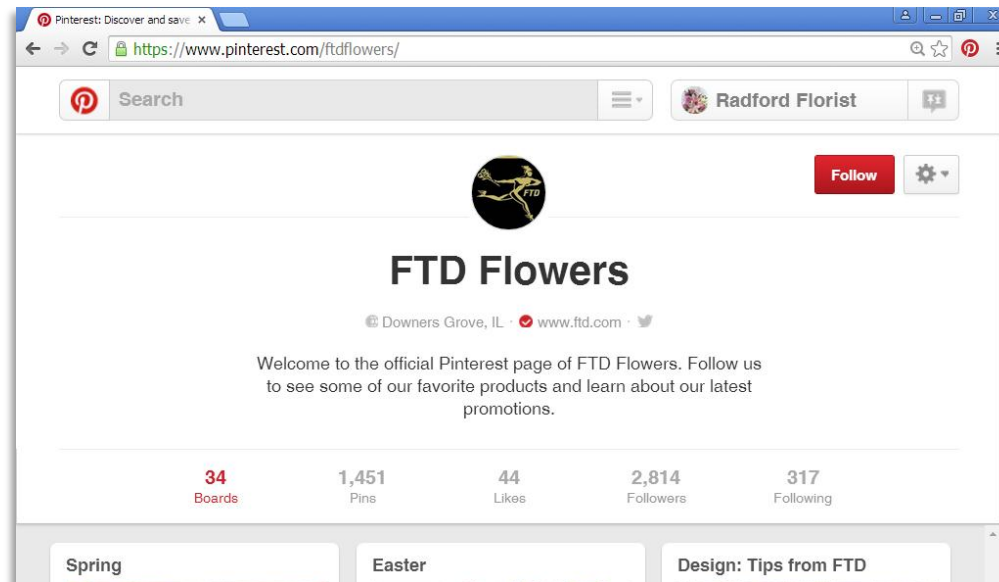 Pinterest: Discover and save
https://www.pinterest.com/ftdflowers/
Search
Radford Florist
Follow
FTD
FTD Flowers
Downers Grove, IL · www.ftd.com ·
Welcome to the official Pinterest page of FTD Flowers. Follow us
to see some of our favorite products and learn about our latest
promotions.
34 1,451 44 2,814 317
Boards Pins Likes Followers Following
Spring Easter Design: Tips from FTD